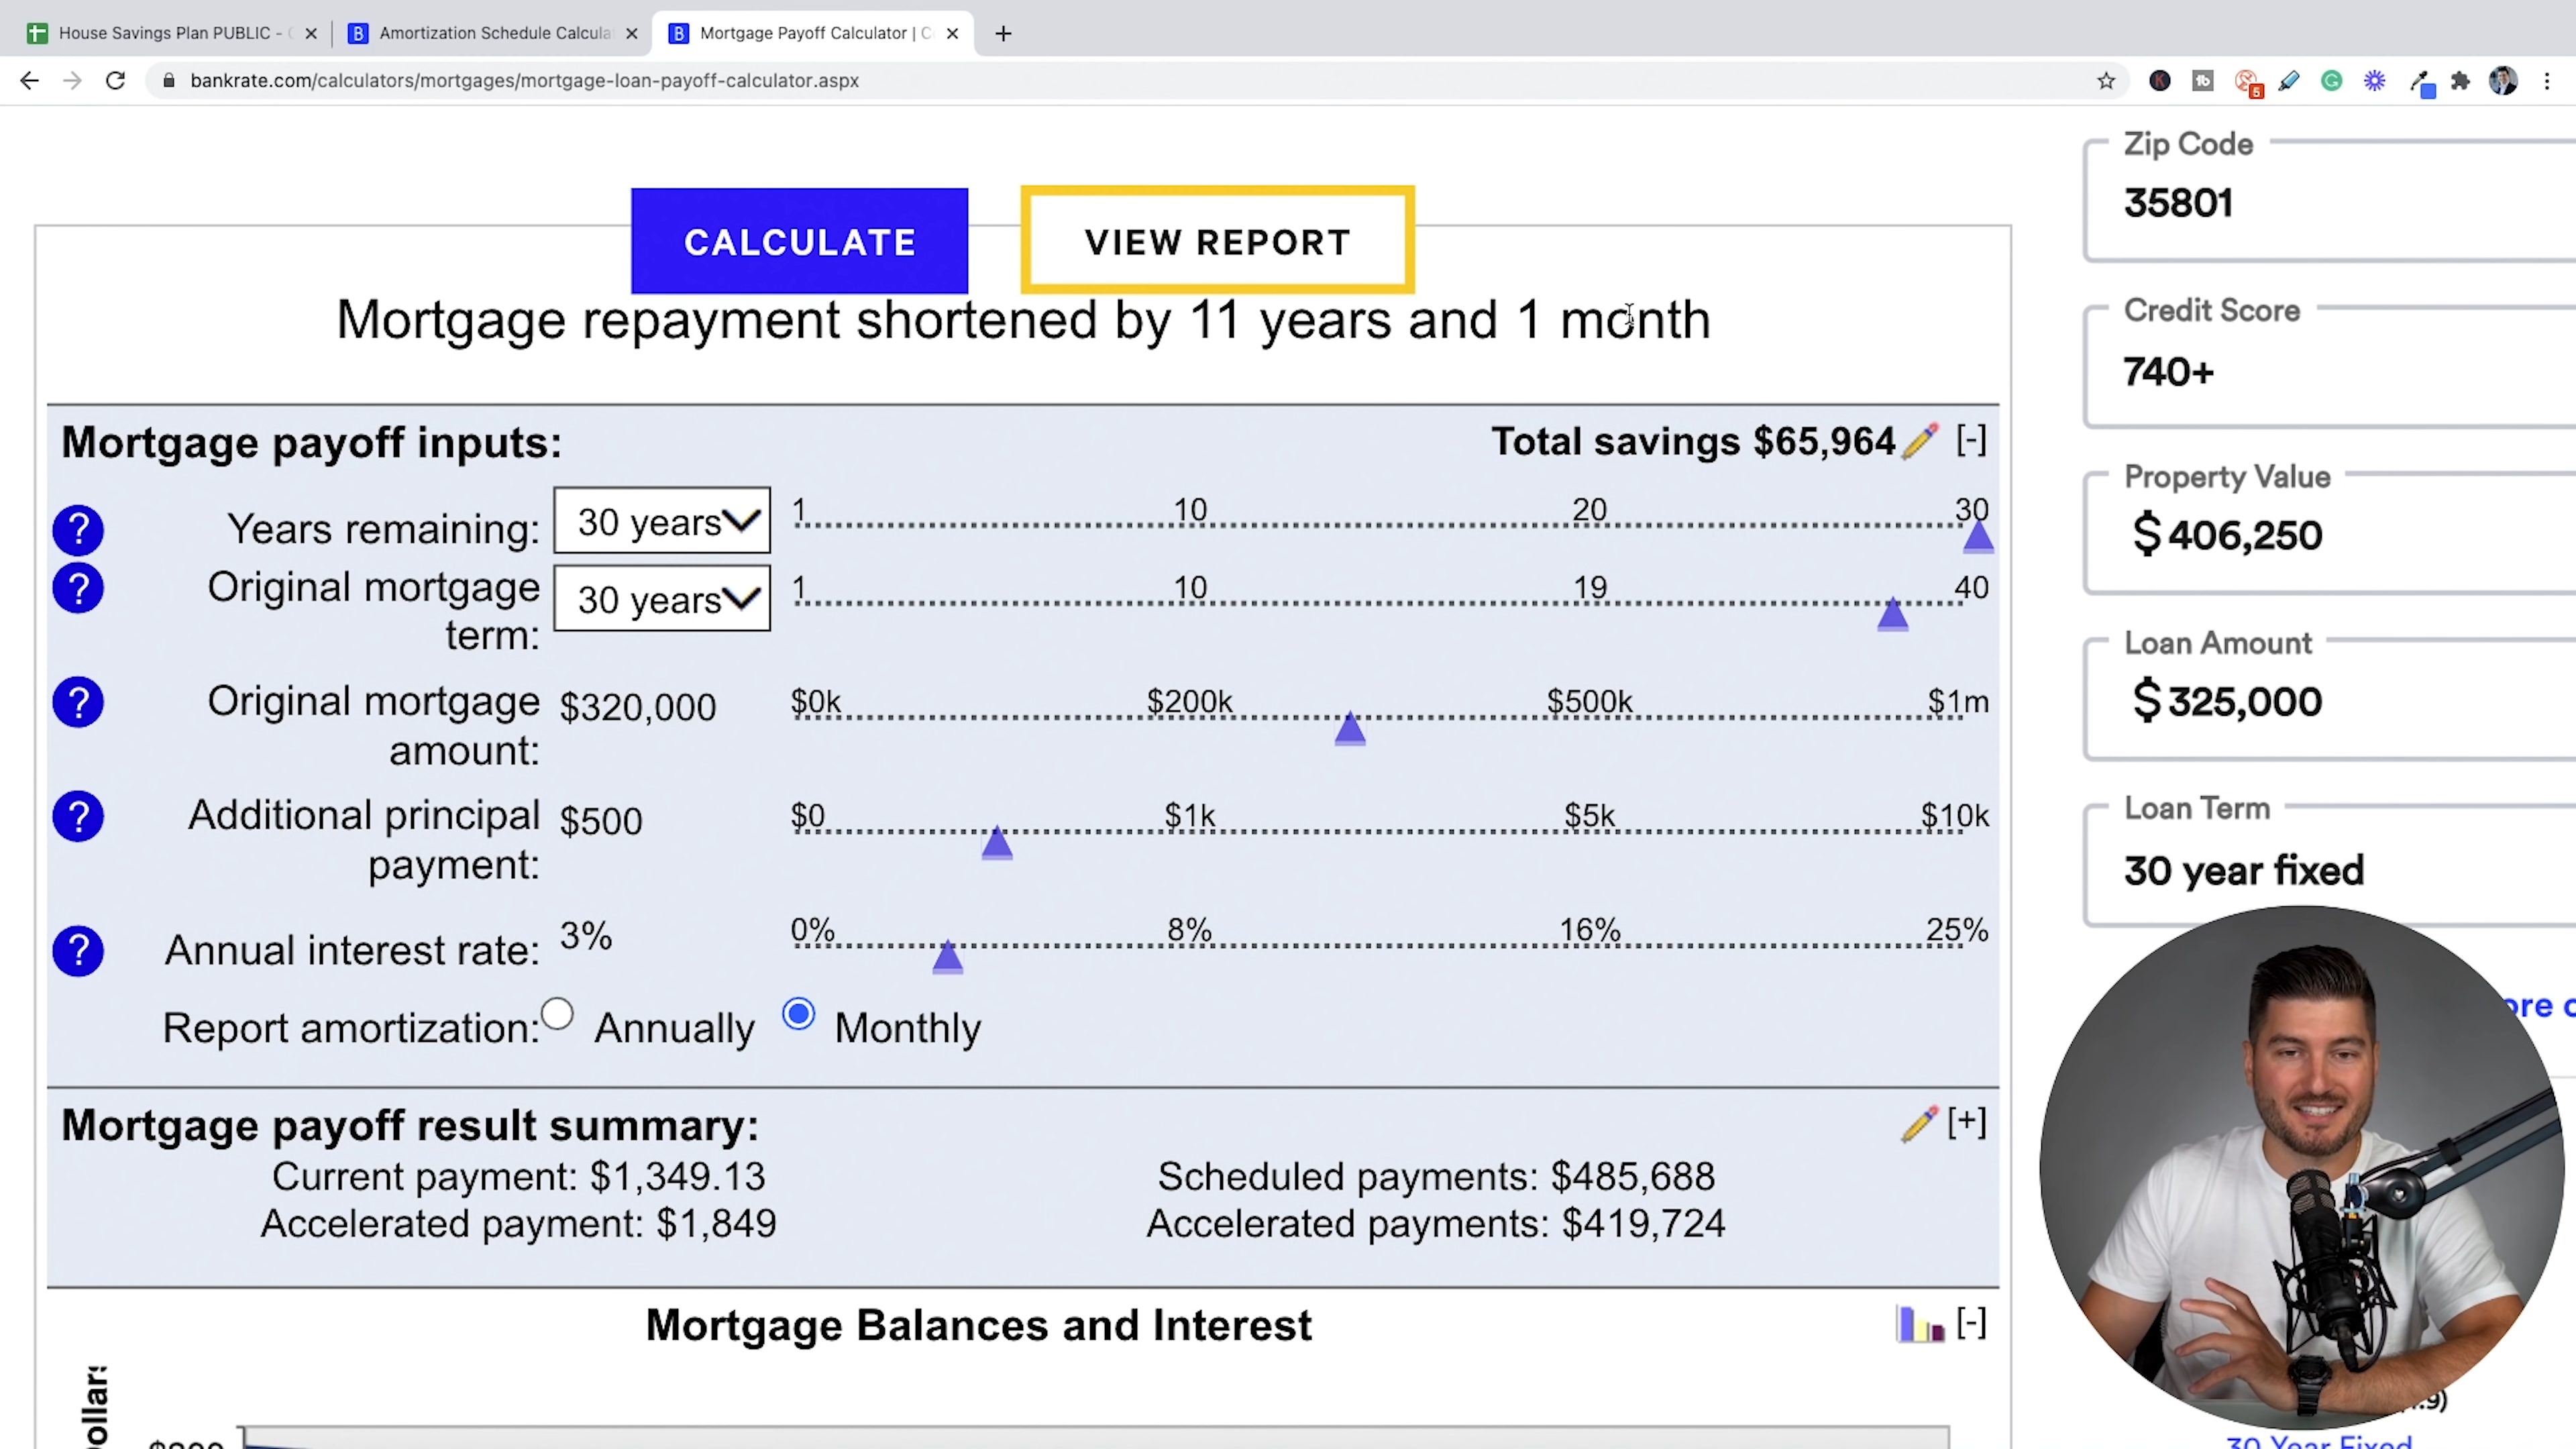 House Savings Plan PUBLIC -
Amortization Schedule Calcula
Mortgage Payoff Calculator | C
bankrate.com/calculators/mortgages/mortgage-loan-payoff-calculator.aspx
5
CALCULATE
VIEW REPORT
Mortgage repayment shortened by 11 years and 1 month
Mortgage payoff inputs:
Total savings $65,964 [-]
? Years remaining: 30 years 1 10 20 30
? Original mortgage term: 30 years 1 10 19 40
? Original mortgage amount: $320,000 $0k $200k $500k $1m
? Additional principal payment: $500 $0 $1k $5k $10k
? Annual interest rate: 3% 0% 8% 16% 25%
Report amortization: Annually Monthly
Mortgage payoff result summary: [+]
Current payment: $1,349.13
Scheduled payments: $485,688
Accelerated payment: $1,849
Accelerated payments: $419,724
Mortgage Balances and Interest [-]
Zip Code
35801
Credit Score
740+
Property Value
$ 406,250
Loan Amount
$ 325,000
Loan Term
30 year fixed
30 Year Fixed